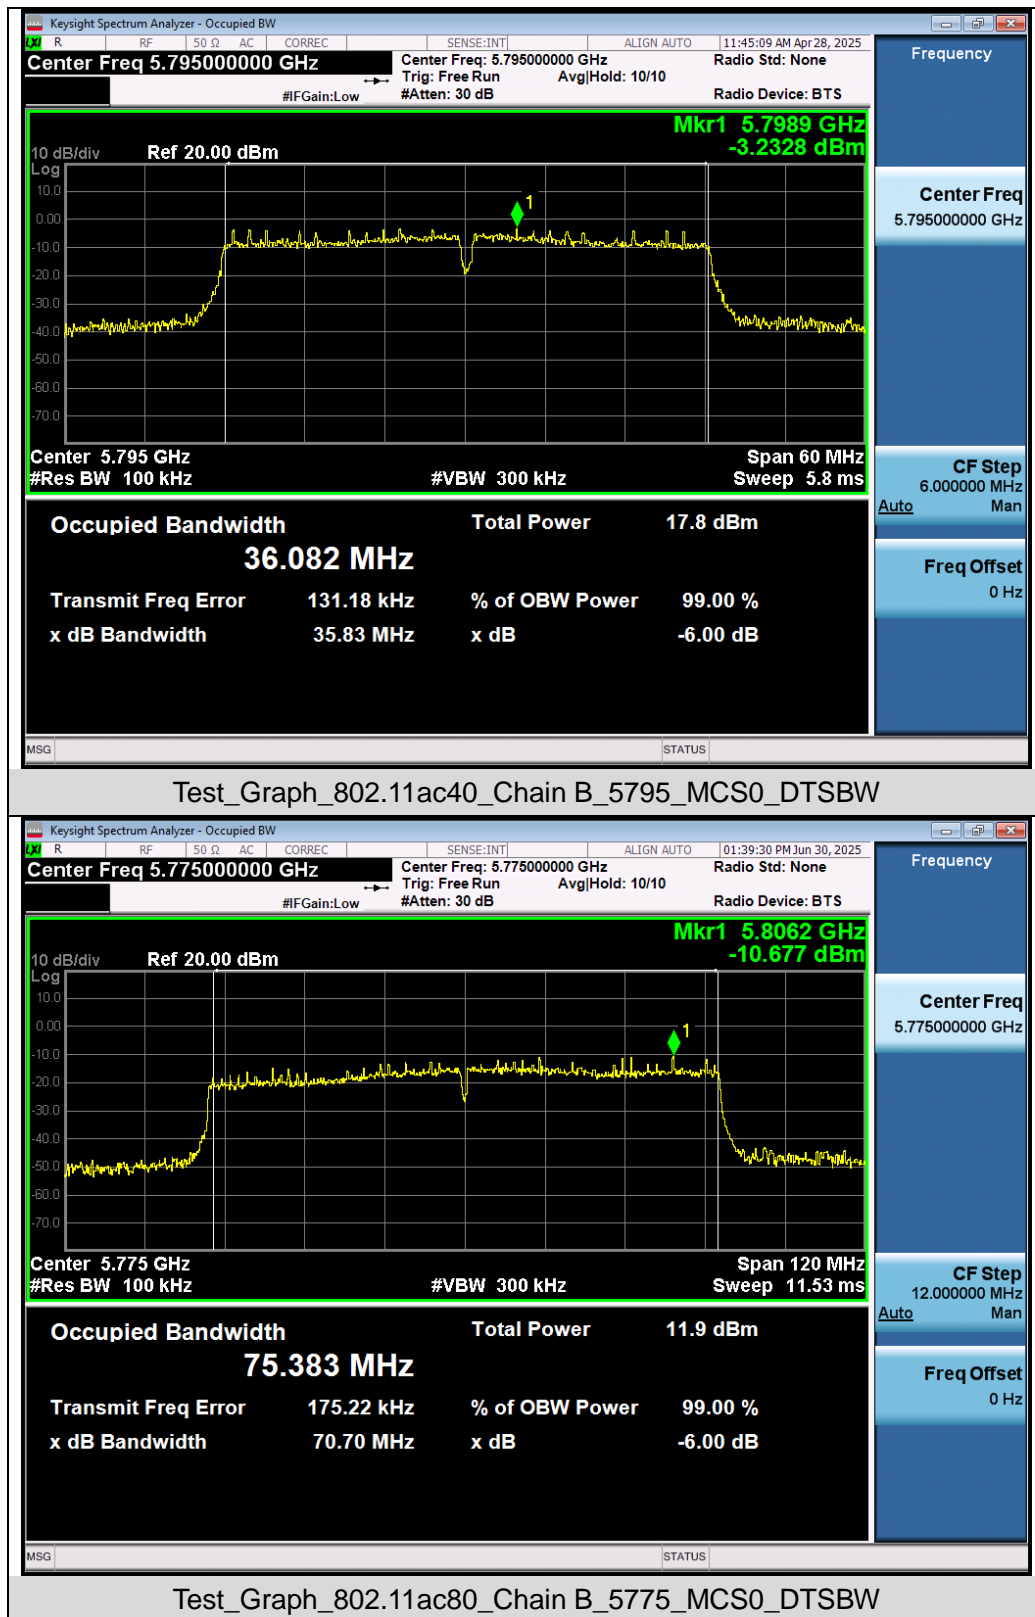 Keysight Spectrum Analyzer - Occupied BW
LXI R RF 50 Ω AC CORREC SENSE:INT ALIGN AUTO 11:45:09 AM Apr 28, 2025
Center Freq 5.795000000 GHz Center Freq: 5.795000000 GHz Radio Std: None
Trig: Free Run Avg|Hold: 10/10
#IFGain:Low #Atten: 30 dB Radio Device: BTS
Frequency
Mkr1 5.7989 GHz
-3.2328 dBm
10 dB/div Ref 20.00 dBm
Log
10.0
0.00
-10.0
-20.0
-30.0
-40.0
-50.0
-60.0
-70.0
1
Center 5.795 GHz Span 60 MHz
#Res BW 100 kHz #VBW 300 kHz Sweep 5.8 ms
Center Freq
5.795000000 GHz
CF Step
6.000000 MHz
Auto Man
Freq Offset
0 Hz
Occupied Bandwidth Total Power 17.8 dBm
36.082 MHz
Transmit Freq Error 131.18 kHz % of OBW Power 99.00 %
x dB Bandwidth 35.83 MHz x dB -6.00 dB
MSG STATUS
Test_Graph_802.11ac40_Chain B_5795_MCS0_DTSBW
Keysight Spectrum Analyzer - Occupied BW
LXI R RF 50 Ω AC CORREC SENSE:INT ALIGN AUTO 01:39:30 PM Jun 30, 2025
Center Freq 5.775000000 GHz Center Freq: 5.775000000 GHz Radio Std: None
Trig: Free Run Avg|Hold: 10/10
#IFGain:Low #Atten: 30 dB Radio Device: BTS
Frequency
Mkr1 5.8062 GHz
-10.677 dBm
10 dB/div Ref 20.00 dBm
Log
10.0
0.00
-10.0
-20.0
-30.0
-40.0
-50.0
-60.0
-70.0
1
Center 5.775 GHz Span 120 MHz
#Res BW 100 kHz #VBW 300 kHz Sweep 11.53 ms
Center Freq
5.775000000 GHz
CF Step
12.000000 MHz
Auto Man
Freq Offset
0 Hz
Occupied Bandwidth Total Power 11.9 dBm
75.383 MHz
Transmit Freq Error 175.22 kHz % of OBW Power 99.00 %
x dB Bandwidth 70.70 MHz x dB -6.00 dB
MSG STATUS
Test_Graph_802.11ac80_Chain B_5775_MCS0_DTSBW